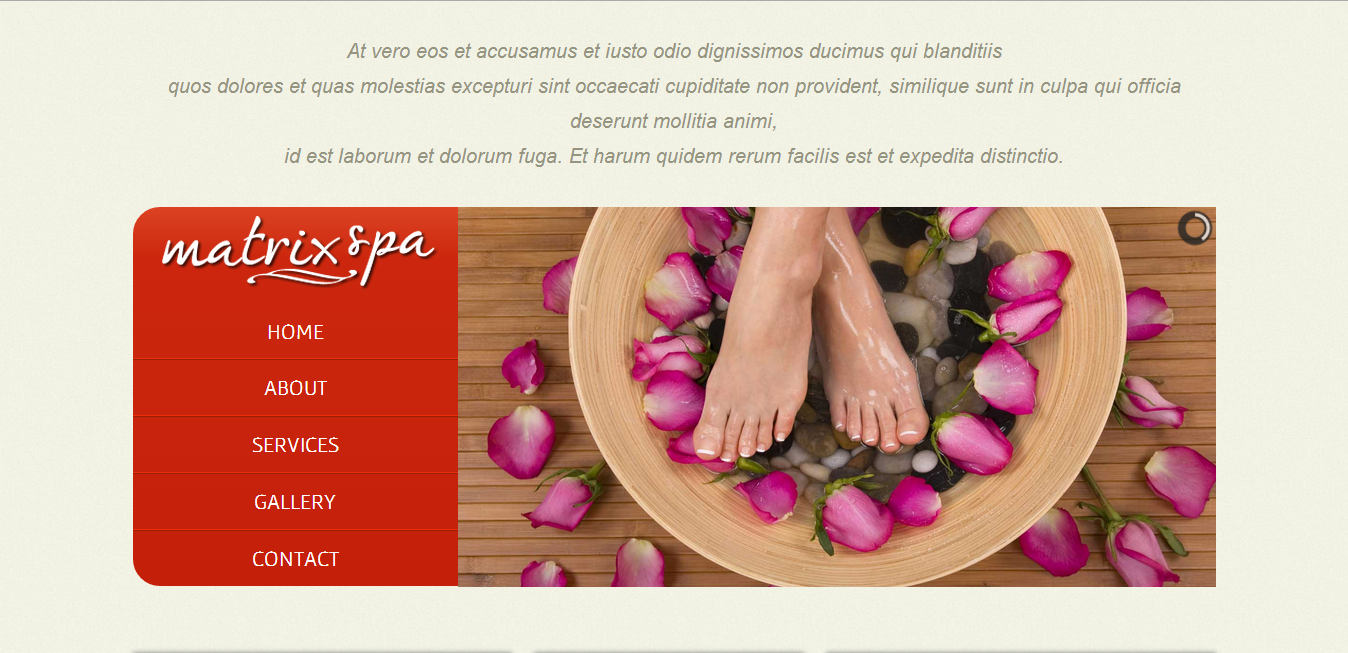 At vero eos et accusamus et iusto odio dignissimos ducimus qui blanditiis
quos dolores et quas molestias excepturi sint occaecati cupiditate non provident, similique sunt in culpa qui officia
deserunt mollitia animi,
id est laborum et dolorum fuga. Et harum quidem rerum facilis est et expedita distinctio.
matrix spa
HOME
ABOUT
SERVICES
GALLERY
CONTACT